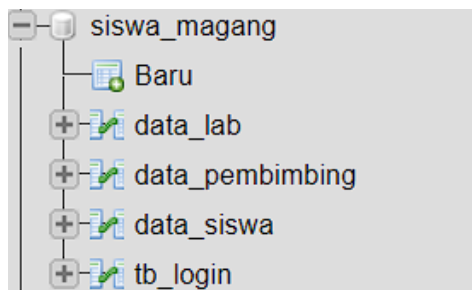 siswa_magang
Baru
data_lab
data_pembimbing
data_siswa
tb_login